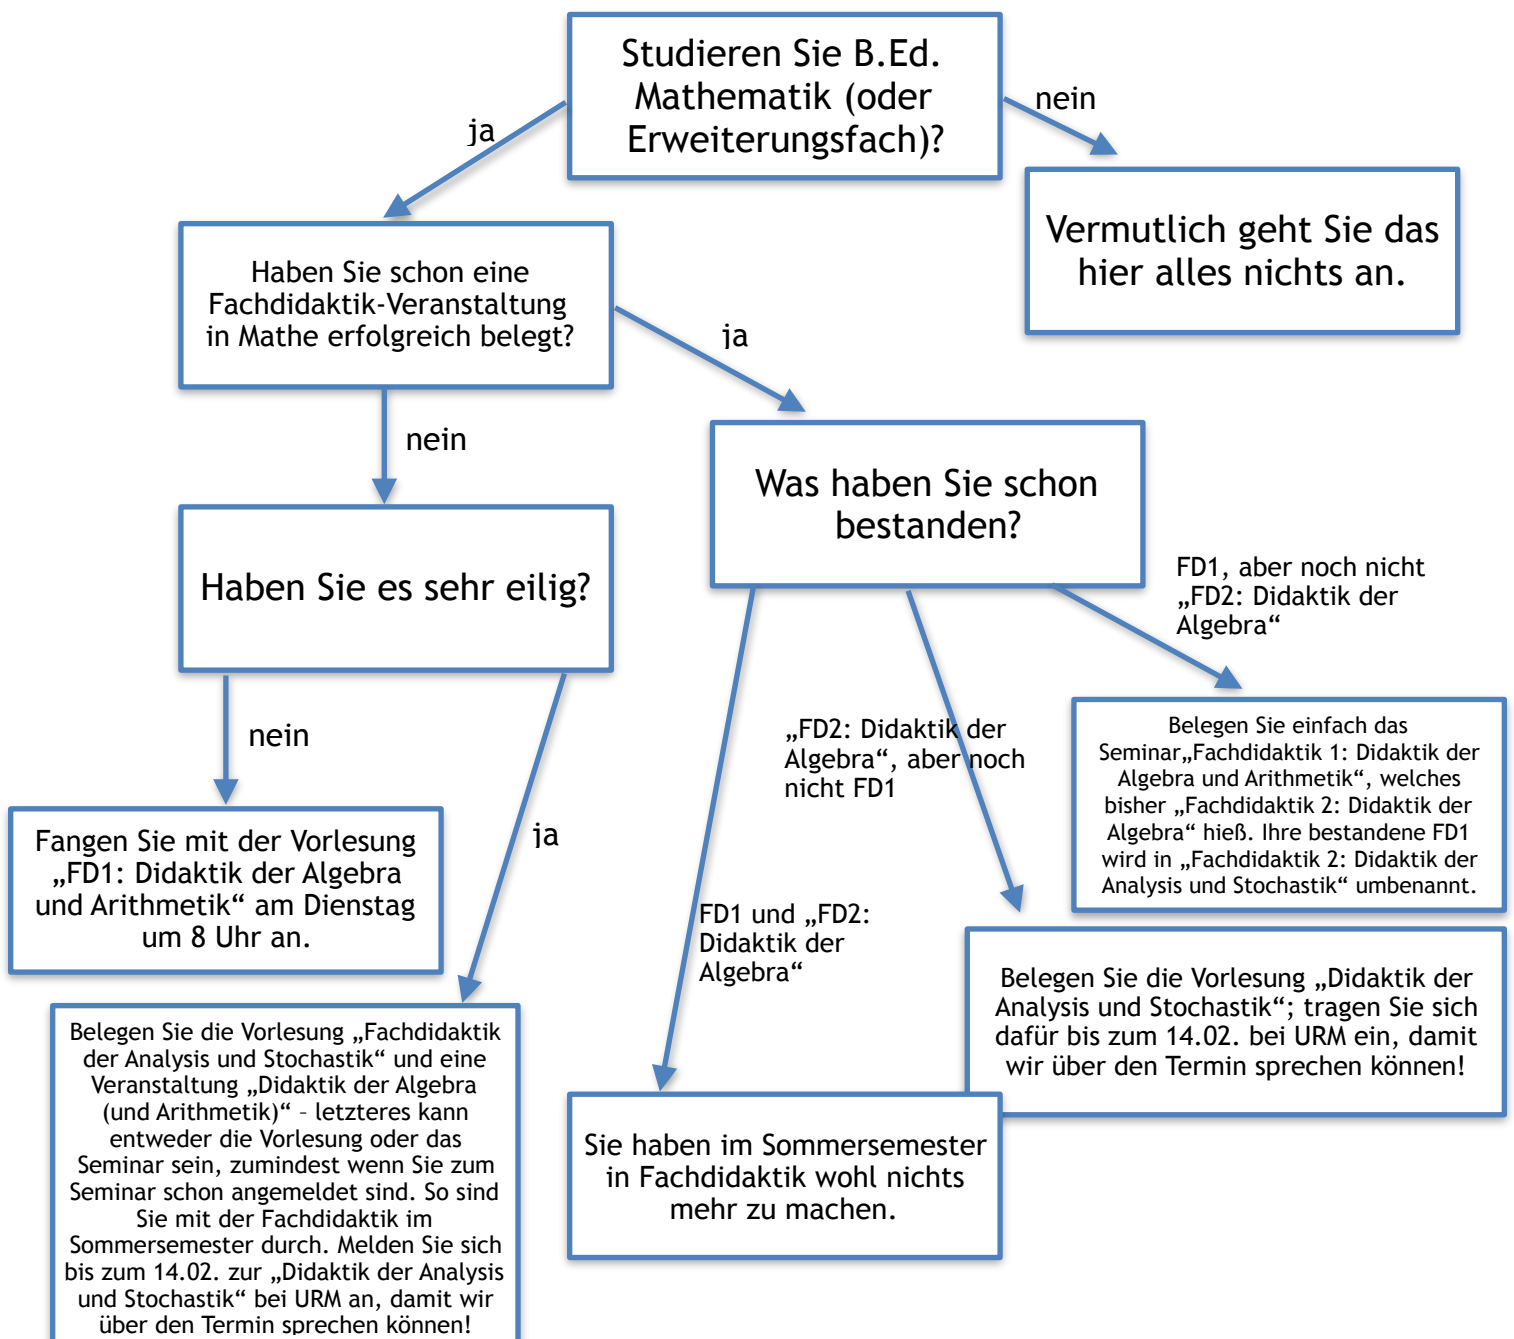 Studieren Sie B.Ed.
Mathematik (oder
Erweiterungsfach)?
ja
nein
Vermutlich geht Sie das
hier alles nichts an.
Haben Sie schon eine
Fachdidaktik-Veranstaltung
in Mathe erfolgreich belegt?
ja
nein
Was haben Sie schon
bestanden?
Haben Sie es sehr eilig?
FD1, aber noch nicht
„FD2: Didaktik der
Algebra“
nein
„FD2: Didaktik der
Algebra“, aber noch
nicht FD1
Belegen Sie einfach das
Seminar„Fachdidaktik 1: Didaktik der
Algebra und Arithmetik“, welches
bisher „Fachdidaktik 2: Didaktik der
Algebra“ hieß. Ihre bestandene FD1
wird in „Fachdidaktik 2: Didaktik der
Analysis und Stochastik“ umbenannt.
ja
Fangen Sie mit der Vorlesung
„FD1: Didaktik der Algebra
und Arithmetik“ am Dienstag
um 8 Uhr an.
FD1 und „FD2:
Didaktik der
Algebra“
Belegen Sie die Vorlesung „Didaktik der
Analysis und Stochastik“; tragen Sie sich
dafür bis zum 14.02. bei URM ein, damit
wir über den Termin sprechen können!
Belegen Sie die Vorlesung „Fachdidaktik
der Analysis und Stochastik“ und eine
Veranstaltung „Didaktik der Algebra
(und Arithmetik)“ – letzteres kann
entweder die Vorlesung oder das
Seminar sein, zumindest wenn Sie zum
Seminar schon angemeldet sind. So sind
Sie mit der Fachdidaktik im
Sommersemester durch. Melden Sie sich
bis zum 14.02. zur „Didaktik der Analysis
und Stochastik“ bei URM an, damit wir
über den Termin sprechen können!
Sie haben im Sommersemester
in Fachdidaktik wohl nichts
mehr zu machen.